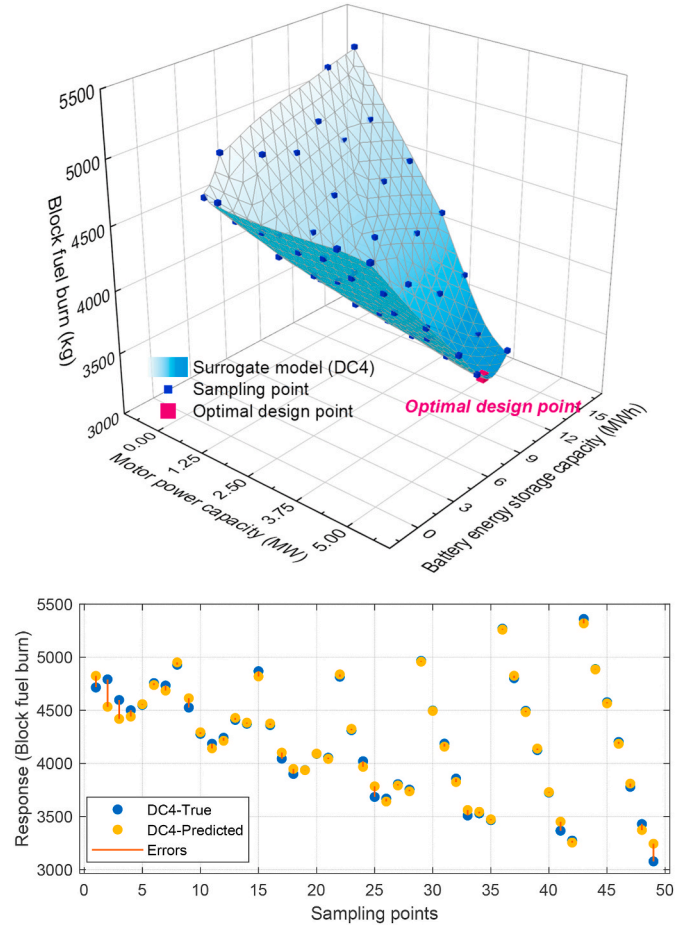 5500
5000
4500
4000
3500
3000
Block fuel burn (kg)
Surrogate model (DC4)
Sampling point
Optimal design point
Optimal design point
0.00
1.25
2.50
3.75
5.00
Motor power capacity (MW)
0
3
6
9
12
15
Battery energy storage capacity (MWh)
5500
5000
4500
4000
3500
3000
Response (Block fuel burn)
DC4-True
DC4-Predicted
Errors
0 5 10 15 20 25 30 35 40 45 50
Sampling points